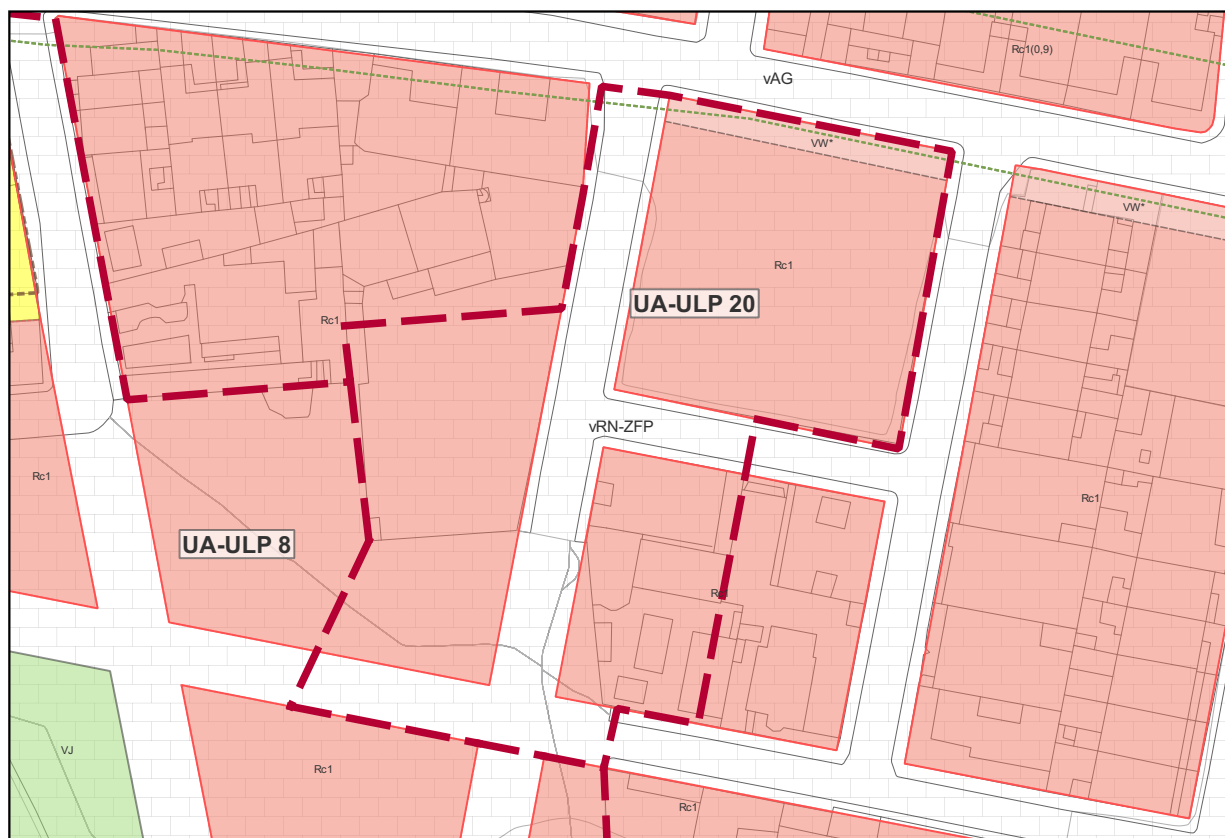 Rc1(0,9)
vAG
VW*
VW*
Rc1
UA-ULP 20
Rc1
vRN-ZFP
Rc1
Rc1
UA-ULP 8
Rc1
VJ
Rc1
Rc1